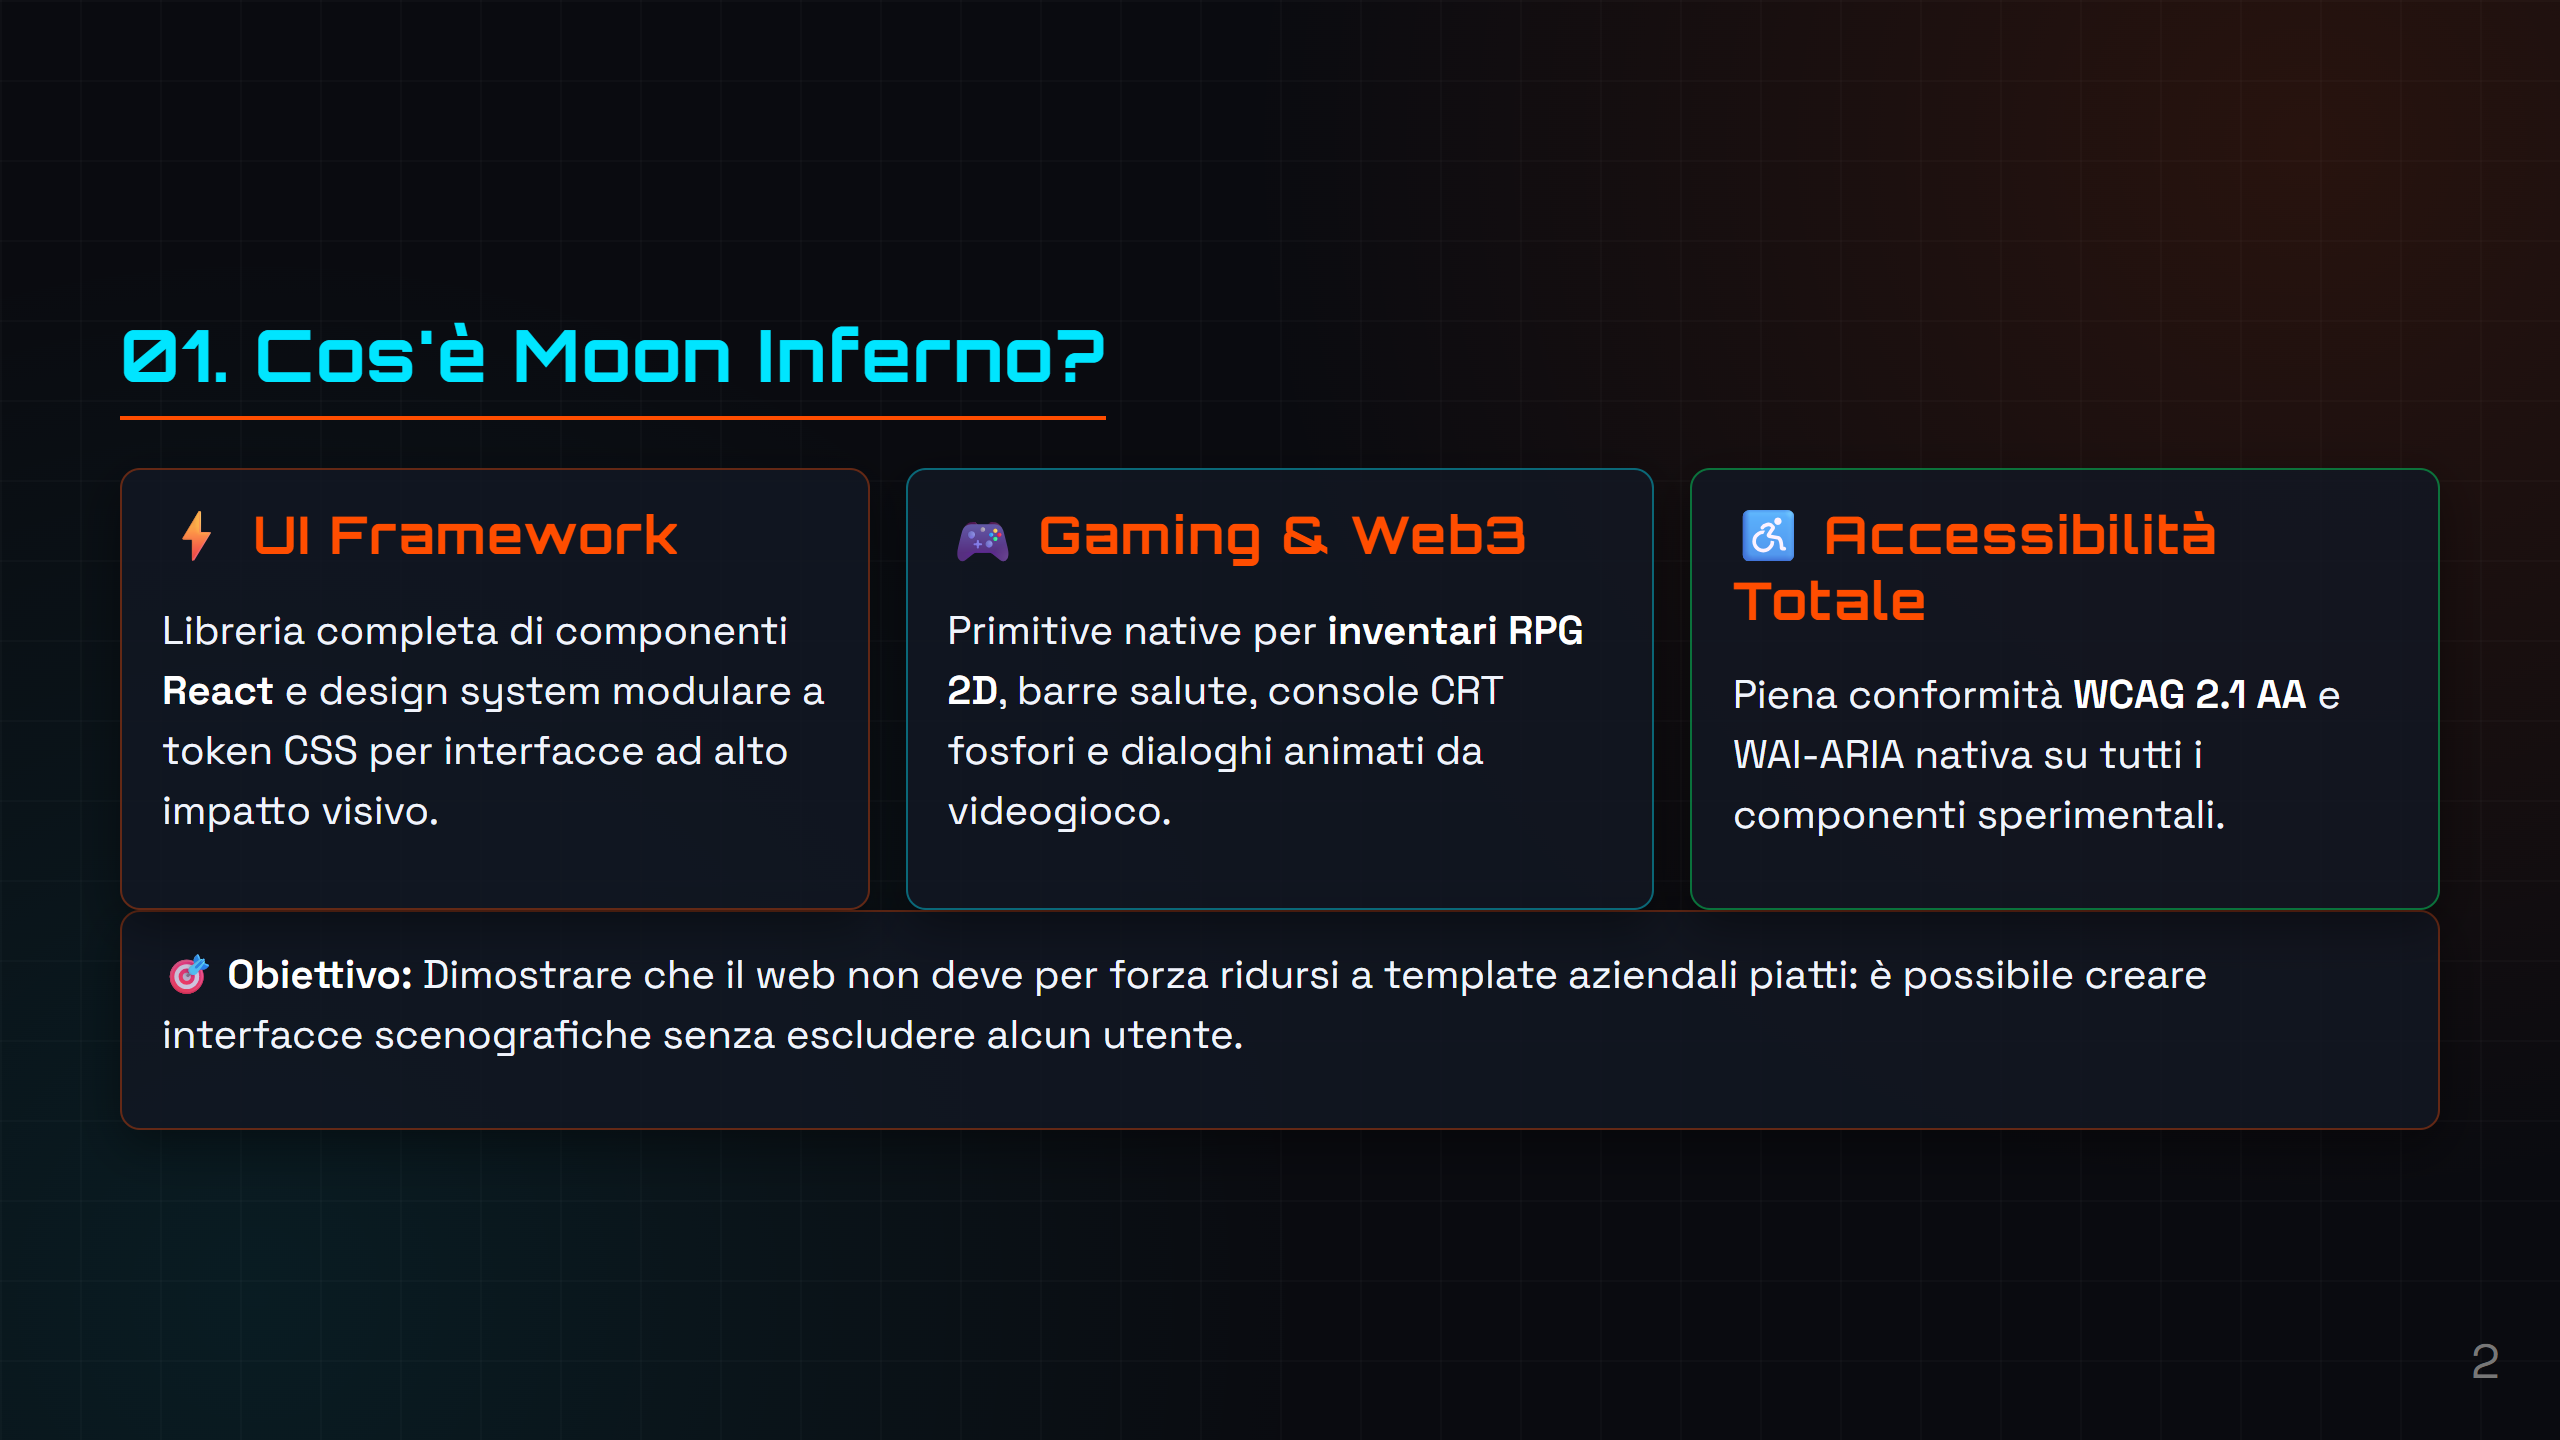 01. Cos'è Moon Inferno?
UI Framework
Libreria completa di componenti
React e design system modulare a
token CSS per interfacce ad alto
impatto visivo.
Gaming & Web3
Primitive native per inventari RPG
2D, barre salute, console CRT
fosfori e dialoghi animati da
videogioco.
Accessibilità
Totale
Piena conformità WCAG 2.1 AA e
WAI-ARIA nativa su tutti i
componenti sperimentali.
Obiettivo: Dimostrare che il web non deve per forza ridursi a template aziendali piatti: è possibile creare
interfacce scenografiche senza escludere alcun utente.
2